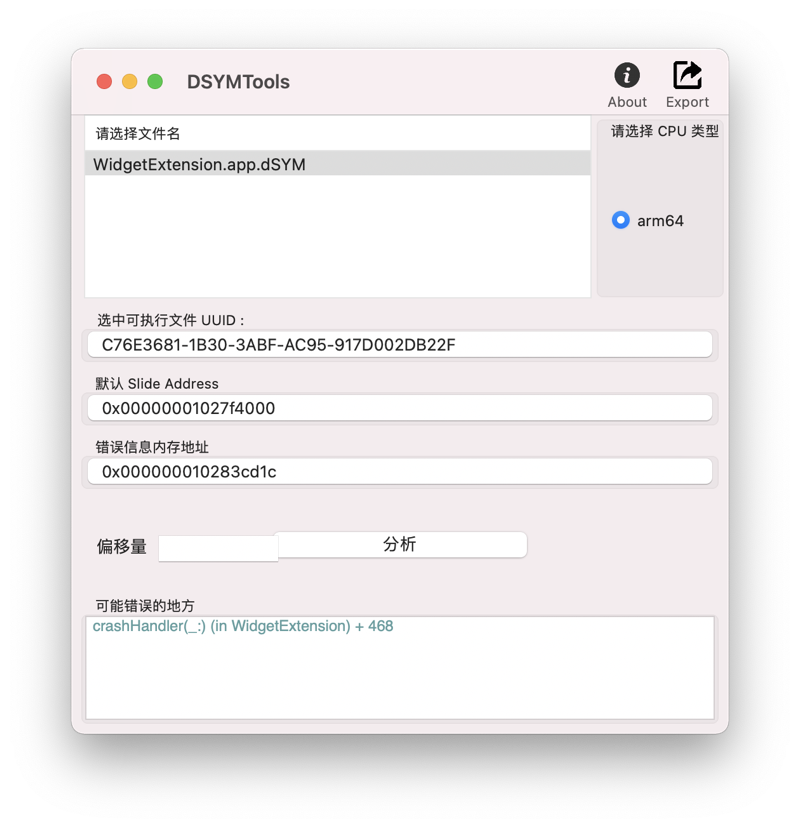 DSYMTools
About
Export
请选择文件名
请选择 CPU 类型
WidgetExtension.app.dSYM
arm64
选中可执行文件 UUID :
C76E3681-1B30-3ABF-AC95-917D002DB22F
默认 Slide Address
0x00000001027f4000
错误信息内存地址
0x000000010283cd1c
偏移量
分析
可能错误的地方
crashHandler(_:) (in WidgetExtension) + 468